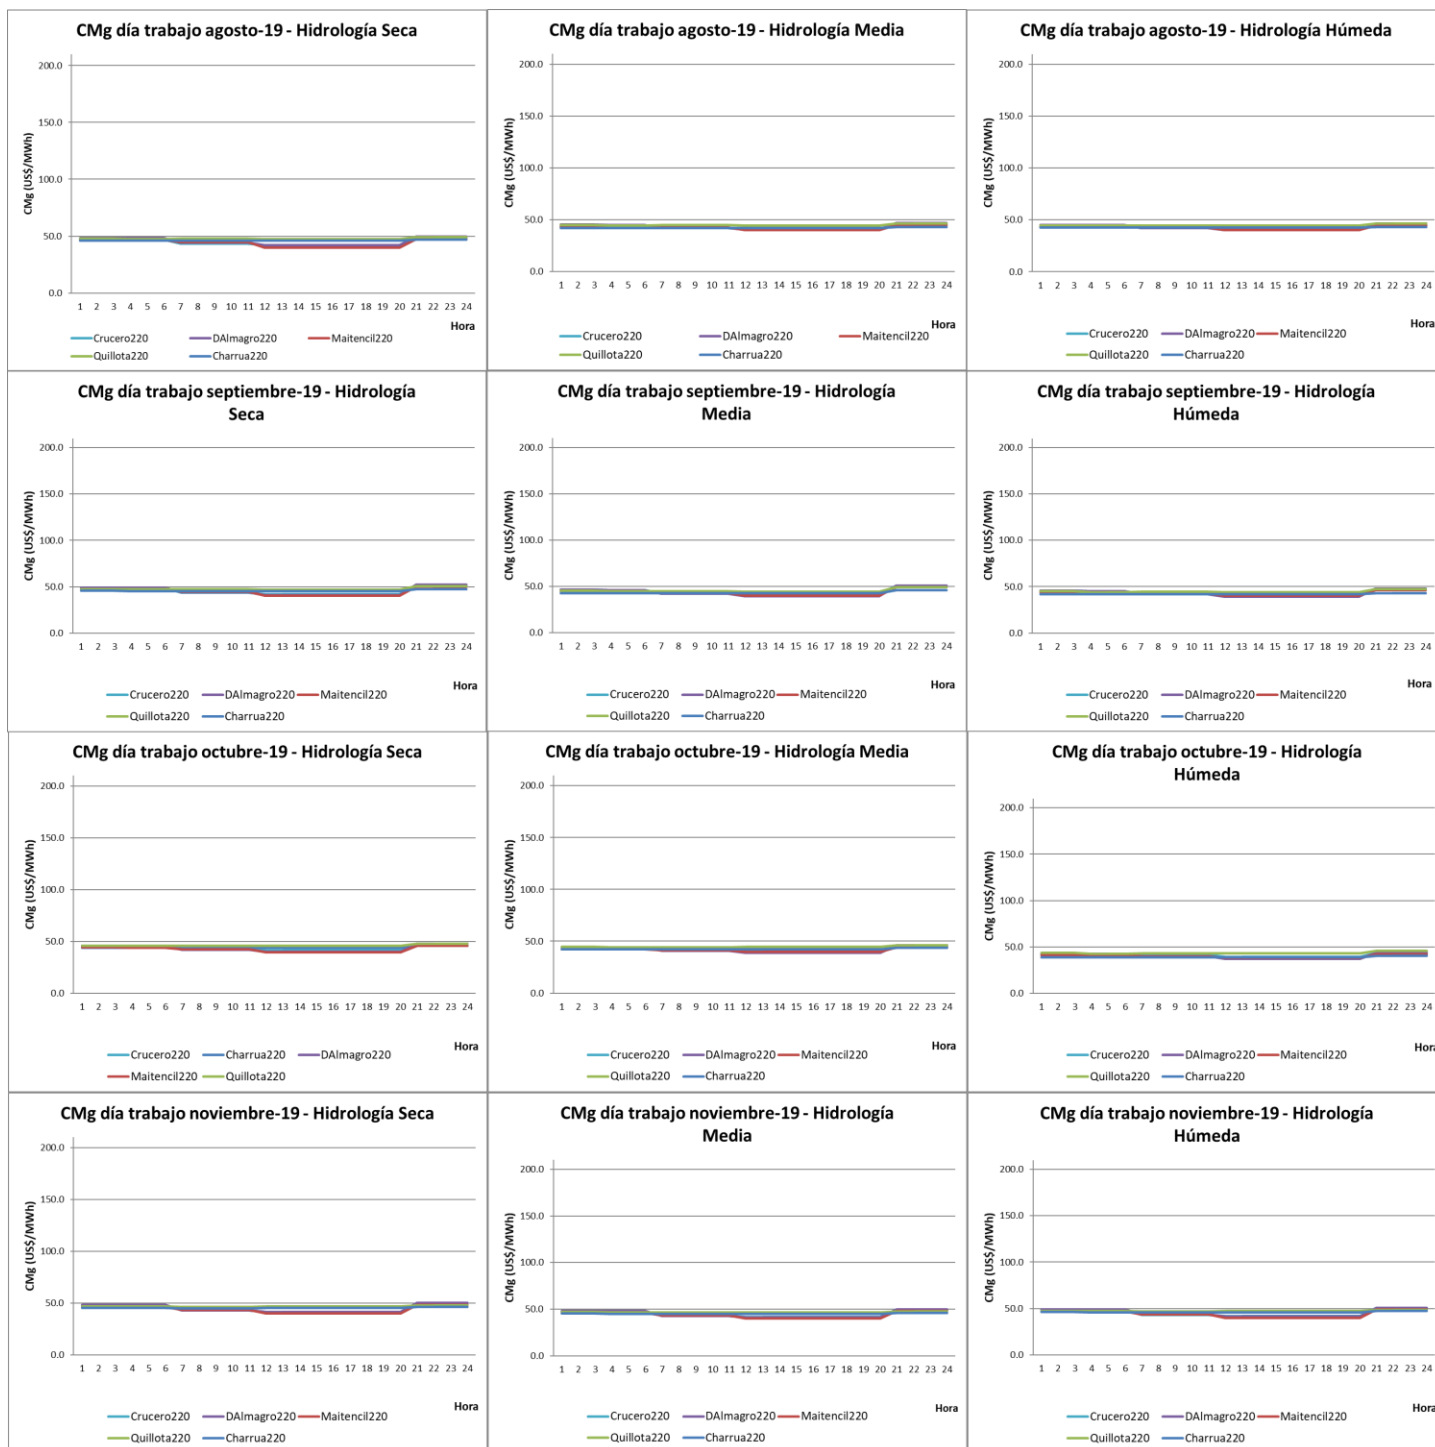 CMg día trabajo agosto-19 - Hidrología Seca
CMg (US$/MWh)
200.0
150.0
100.0
50.0
0.0
1 2 3 4 5 6 7 8 9 10 11 12 13 14 15 16 17 18 19 20 21 22 23 24
Hora
Crucero220 DAlmagro220 Maitencil220
Quillota220 Charrua220
CMg día trabajo agosto-19 - Hidrología Media
CMg (US$/MWh)
200.0
150.0
100.0
50.0
0.0
1 2 3 4 5 6 7 8 9 10 11 12 13 14 15 16 17 18 19 20 21 22 23 24
Hora
Crucero220 DAlmagro220 Maitencil220
Quillota220 Charrua220
CMg día trabajo agosto-19 - Hidrología Húmeda
CMg (US$/MWh)
200.0
150.0
100.0
50.0
0.0
1 2 3 4 5 6 7 8 9 10 11 12 13 14 15 16 17 18 19 20 21 22 23 24
Hora
Crucero220 DAlmagro220 Maitencil220
Quillota220 Charrua220
CMg día trabajo septiembre-19 - Hidrología
Seca
CMg (US$/MWh)
200.0
150.0
100.0
50.0
0.0
1 2 3 4 5 6 7 8 9 10 11 12 13 14 15 16 17 18 19 20 21 22 23 24
Hora
Crucero220 DAlmagro220 Maitencil220
Quillota220 Charrua220
CMg día trabajo septiembre-19 - Hidrología
Media
CMg (US$/MWh)
200.0
150.0
100.0
50.0
0.0
1 2 3 4 5 6 7 8 9 10 11 12 13 14 15 16 17 18 19 20 21 22 23 24
Hora
Crucero220 DAlmagro220 Maitencil220
Quillota220 Charrua220
CMg día trabajo septiembre-19 - Hidrología
Húmeda
CMg (US$/MWh)
200.0
150.0
100.0
50.0
0.0
1 2 3 4 5 6 7 8 9 10 11 12 13 14 15 16 17 18 19 20 21 22 23 24
Hora
Crucero220 DAlmagro220 Maitencil220
Quillota220 Charrua220
CMg día trabajo octubre-19 - Hidrología Seca
CMg (US$/MWh)
200.0
150.0
100.0
50.0
0.0
1 2 3 4 5 6 7 8 9 10 11 12 13 14 15 16 17 18 19 20 21 22 23 24
Hora
Crucero220 Charrua220 DAlmagro220
Maitencil220 Quillota220
CMg día trabajo octubre-19 - Hidrología Media
CMg (US$/MWh)
200.0
150.0
100.0
50.0
0.0
1 2 3 4 5 6 7 8 9 10 11 12 13 14 15 16 17 18 19 20 21 22 23 24
Hora
Crucero220 DAlmagro220 Maitencil220
Quillota220 Charrua220
CMg día trabajo octubre-19 - Hidrología
Húmeda
CMg (US$/MWh)
200.0
150.0
100.0
50.0
0.0
1 2 3 4 5 6 7 8 9 10 11 12 13 14 15 16 17 18 19 20 21 22 23 24
Hora
Crucero220 DAlmagro220 Maitencil220
Quillota220 Charrua220
CMg día trabajo noviembre-19 - Hidrología Seca
CMg (US$/MWh)
200.0
150.0
100.0
50.0
0.0
1 2 3 4 5 6 7 8 9 10 11 12 13 14 15 16 17 18 19 20 21 22 23 24
Hora
Crucero220 DAlmagro220 Maitencil220
Quillota220 Charrua220
CMg día trabajo noviembre-19 - Hidrología
Media
CMg (US$/MWh)
200.0
150.0
100.0
50.0
0.0
1 2 3 4 5 6 7 8 9 10 11 12 13 14 15 16 17 18 19 20 21 22 23 24
Hora
Crucero220 DAlmagro220 Maitencil220
Quillota220 Charrua220
CMg día trabajo noviembre-19 - Hidrología
Húmeda
CMg (US$/MWh)
200.0
150.0
100.0
50.0
0.0
1 2 3 4 5 6 7 8 9 10 11 12 13 14 15 16 17 18 19 20 21 22 23 24
Hora
Crucero220 DAlmagro220 Maitencil220
Quillota220 Charrua220